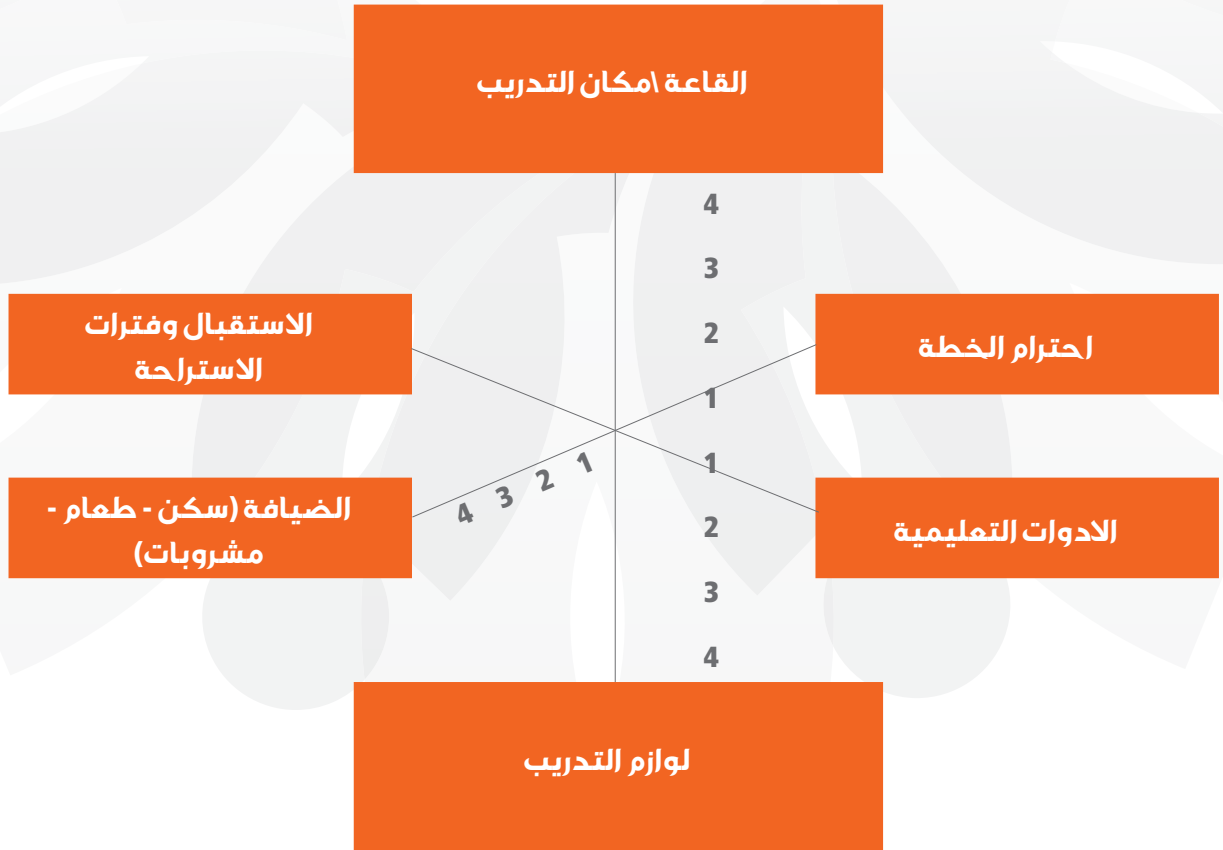 القاعة \مكان التدريب
4
3
2
1
احترام الخطة
الاستقبال وفترات
الاستراحة
1
2
3
4
1
2
3
4
الادوات التعليمية
الضيافة (سكن - طعام -
مشروبات)
لوازم التدريب